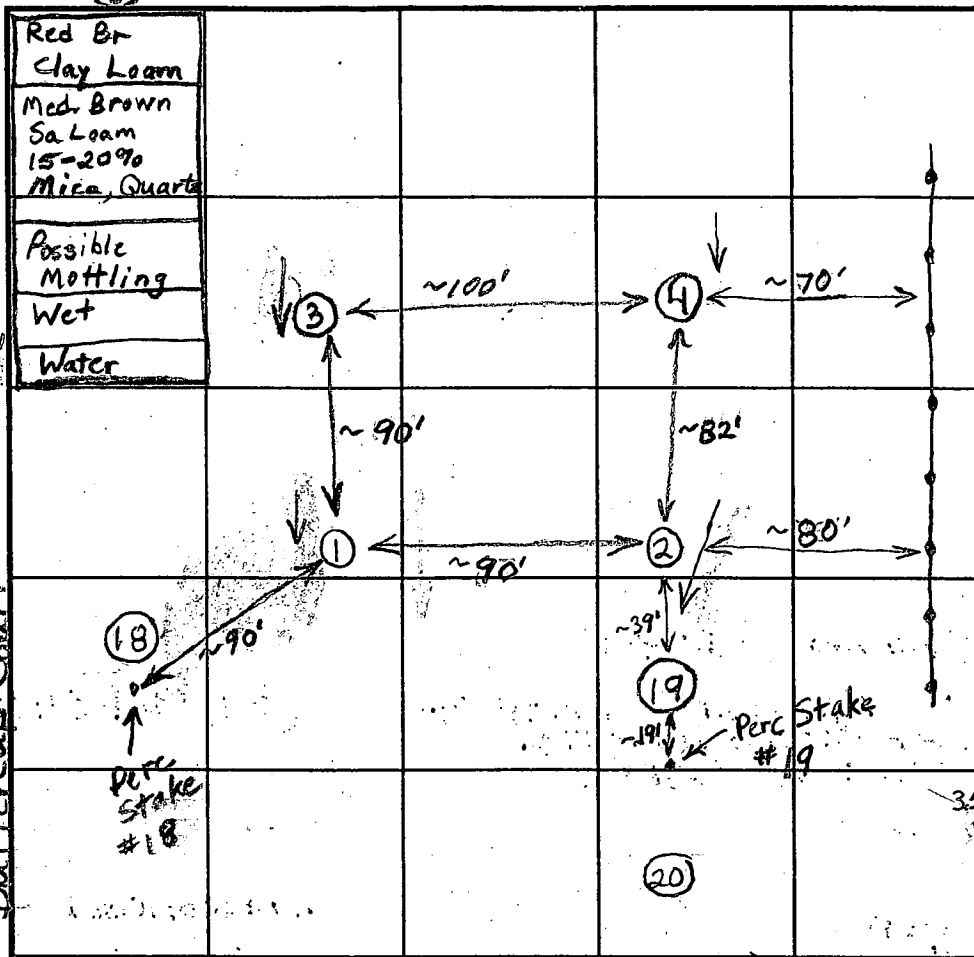 Red Br
Clay Loam
Med. Brown
Sa Loam
15-20%
Mica, Quartz
Possible
Mottling
Wet
Water
3
~100'
4
~70'
~90'
~82'
1
~90'
2
~80'
18
~90'
~39'
19
~19'
Perc Stake
#19
Perc
Stake
#18
20